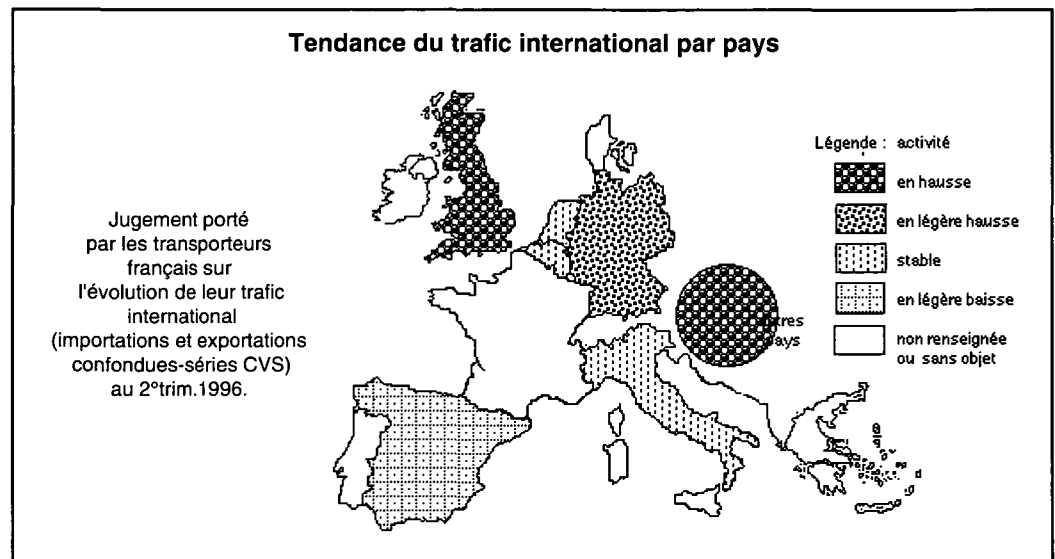 Tendance du trafic international par pays
Jugement porté
par les transporteurs
français sur
l'évolution de leur trafic
international
(importations et exportations
confondues-séries CVS)
au 2°trim.1996.
Légende : activité
en hausse
en légère hausse
stable
en légère baisse
non renseignée
ou sans objet
pays